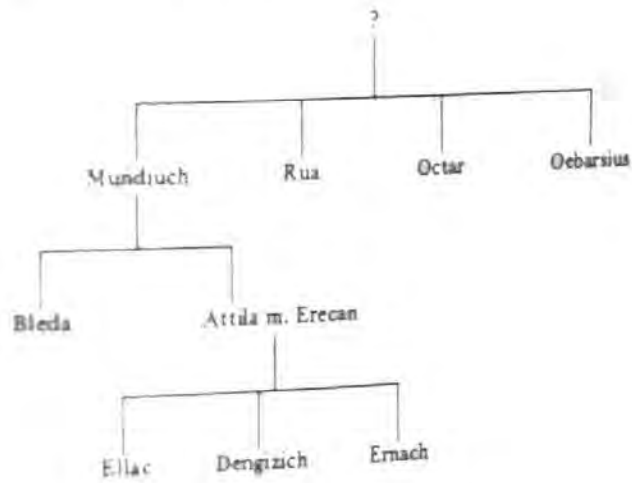 ?
Mundiuch Rua Octar Oebarsius
Bleda Attila m. Erecan
Ellac Dengizich Ernach